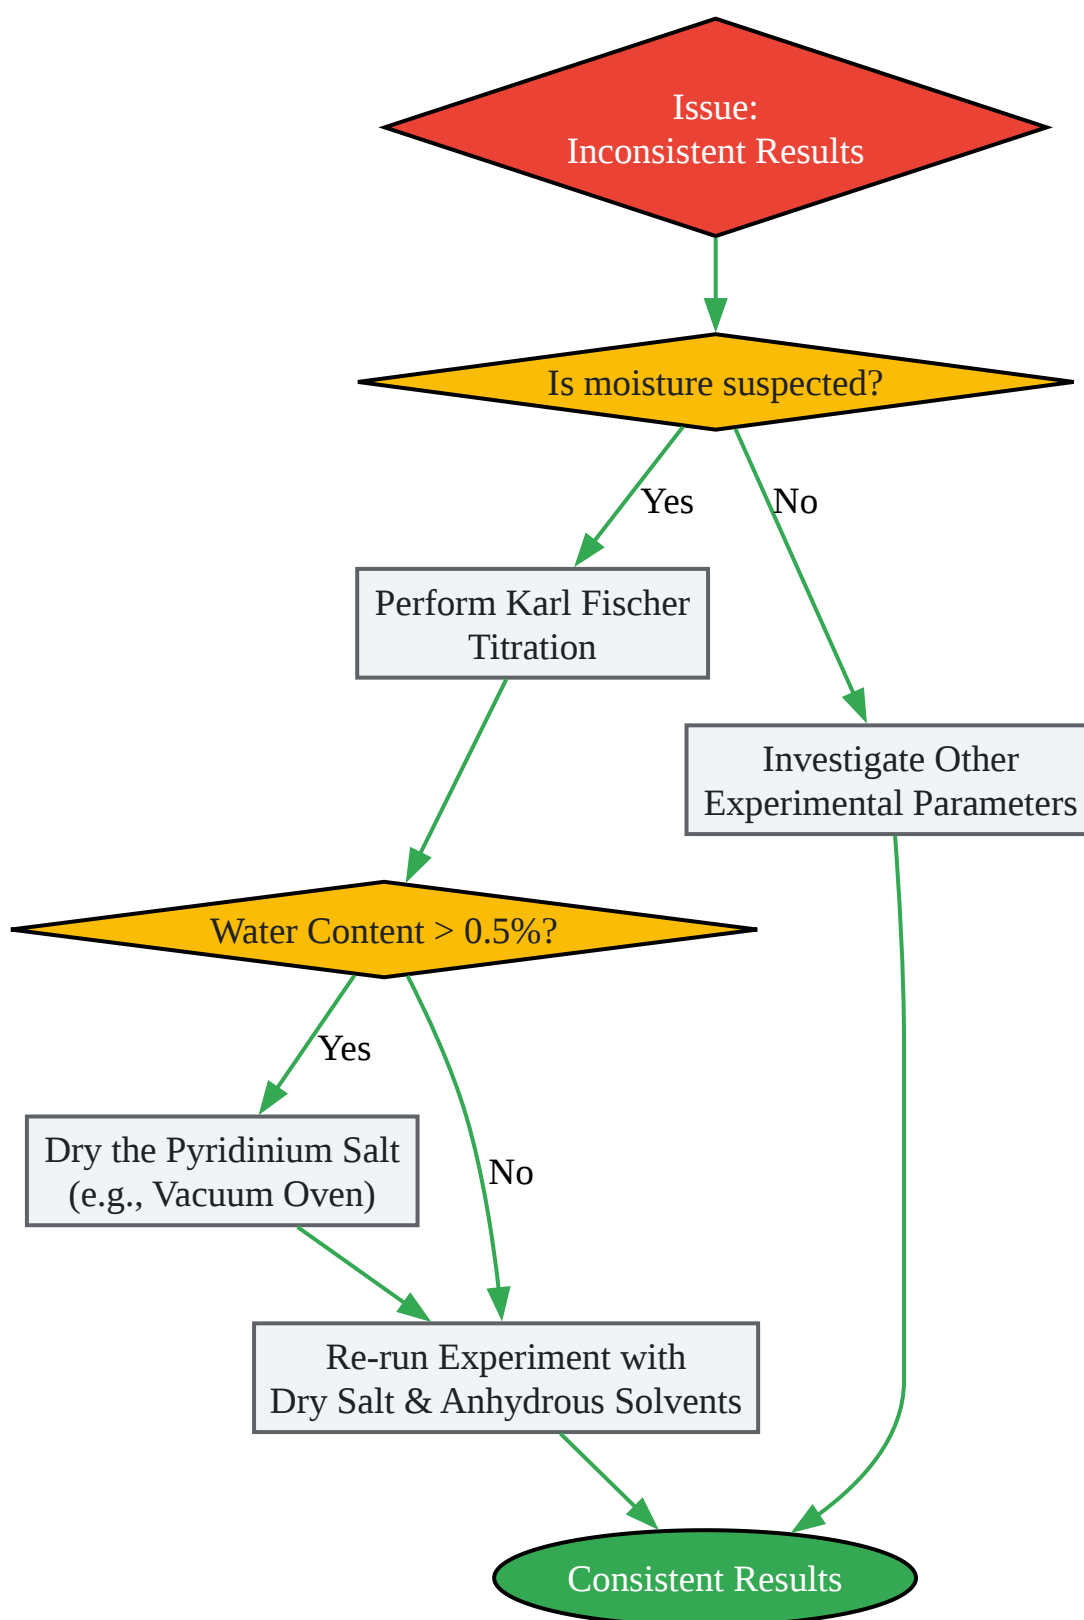 Issue:
Inconsistent Results
Is moisture suspected?
Yes
No
Perform Karl Fischer
Titration
Investigate Other
Experimental Parameters
Water Content > 0.5%?
Yes
Dry the Pyridinium Salt
(e.g., Vacuum Oven)
No
Re-run Experiment with
Dry Salt & Anhydrous Solvents
Consistent Results